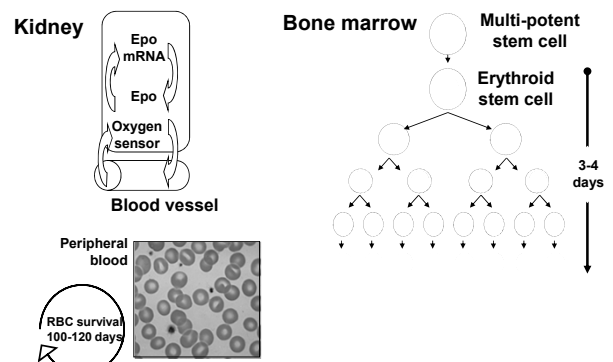 Kidney
Epo
mRNA
Epo
Oxygen
sensor
Blood vessel
Bone marrow
Multi-potent
stem cell
Erythroid
stem cell
3-4
days
Peripheral
blood
RBC survival
100-120 days